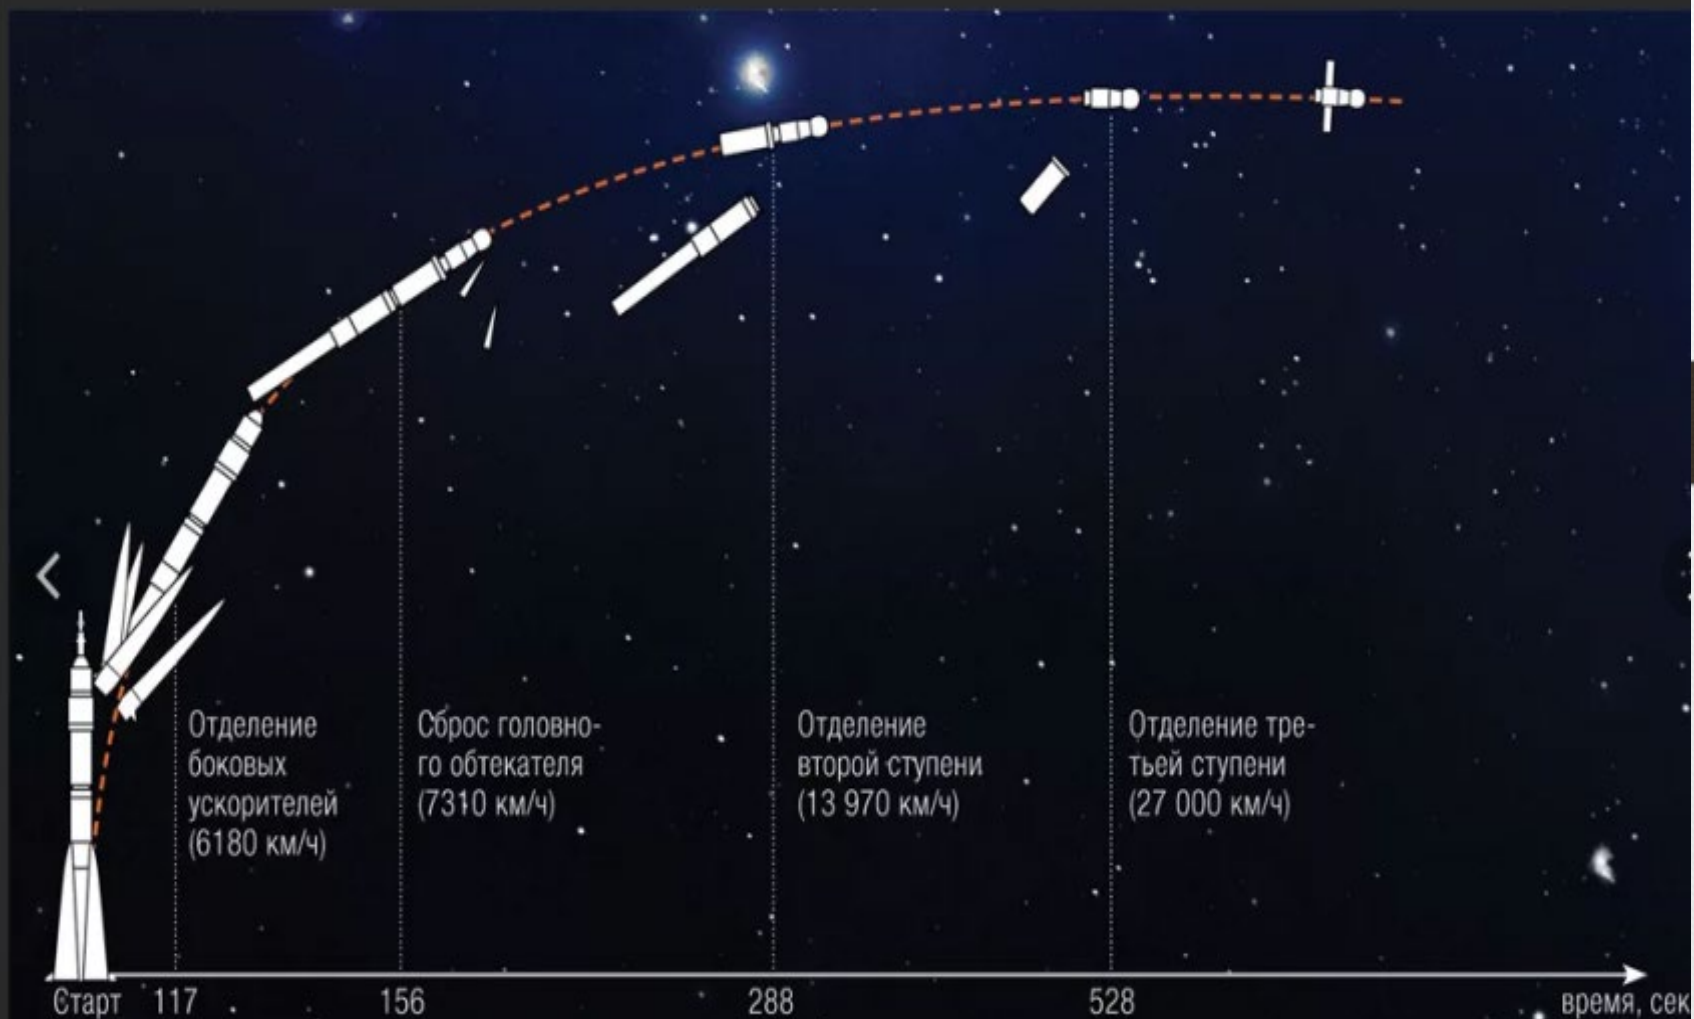 Отделение
боковых
ускорителей
(6180 км/ч)
Сброс головно-
го обтекателя
(7310 км/ч)
Отделение
второй ступени
(13 970 км/ч)
Отделение тре-
тьей ступени
(27 000 км/ч)
Старт 117 156 288 528 время, сек